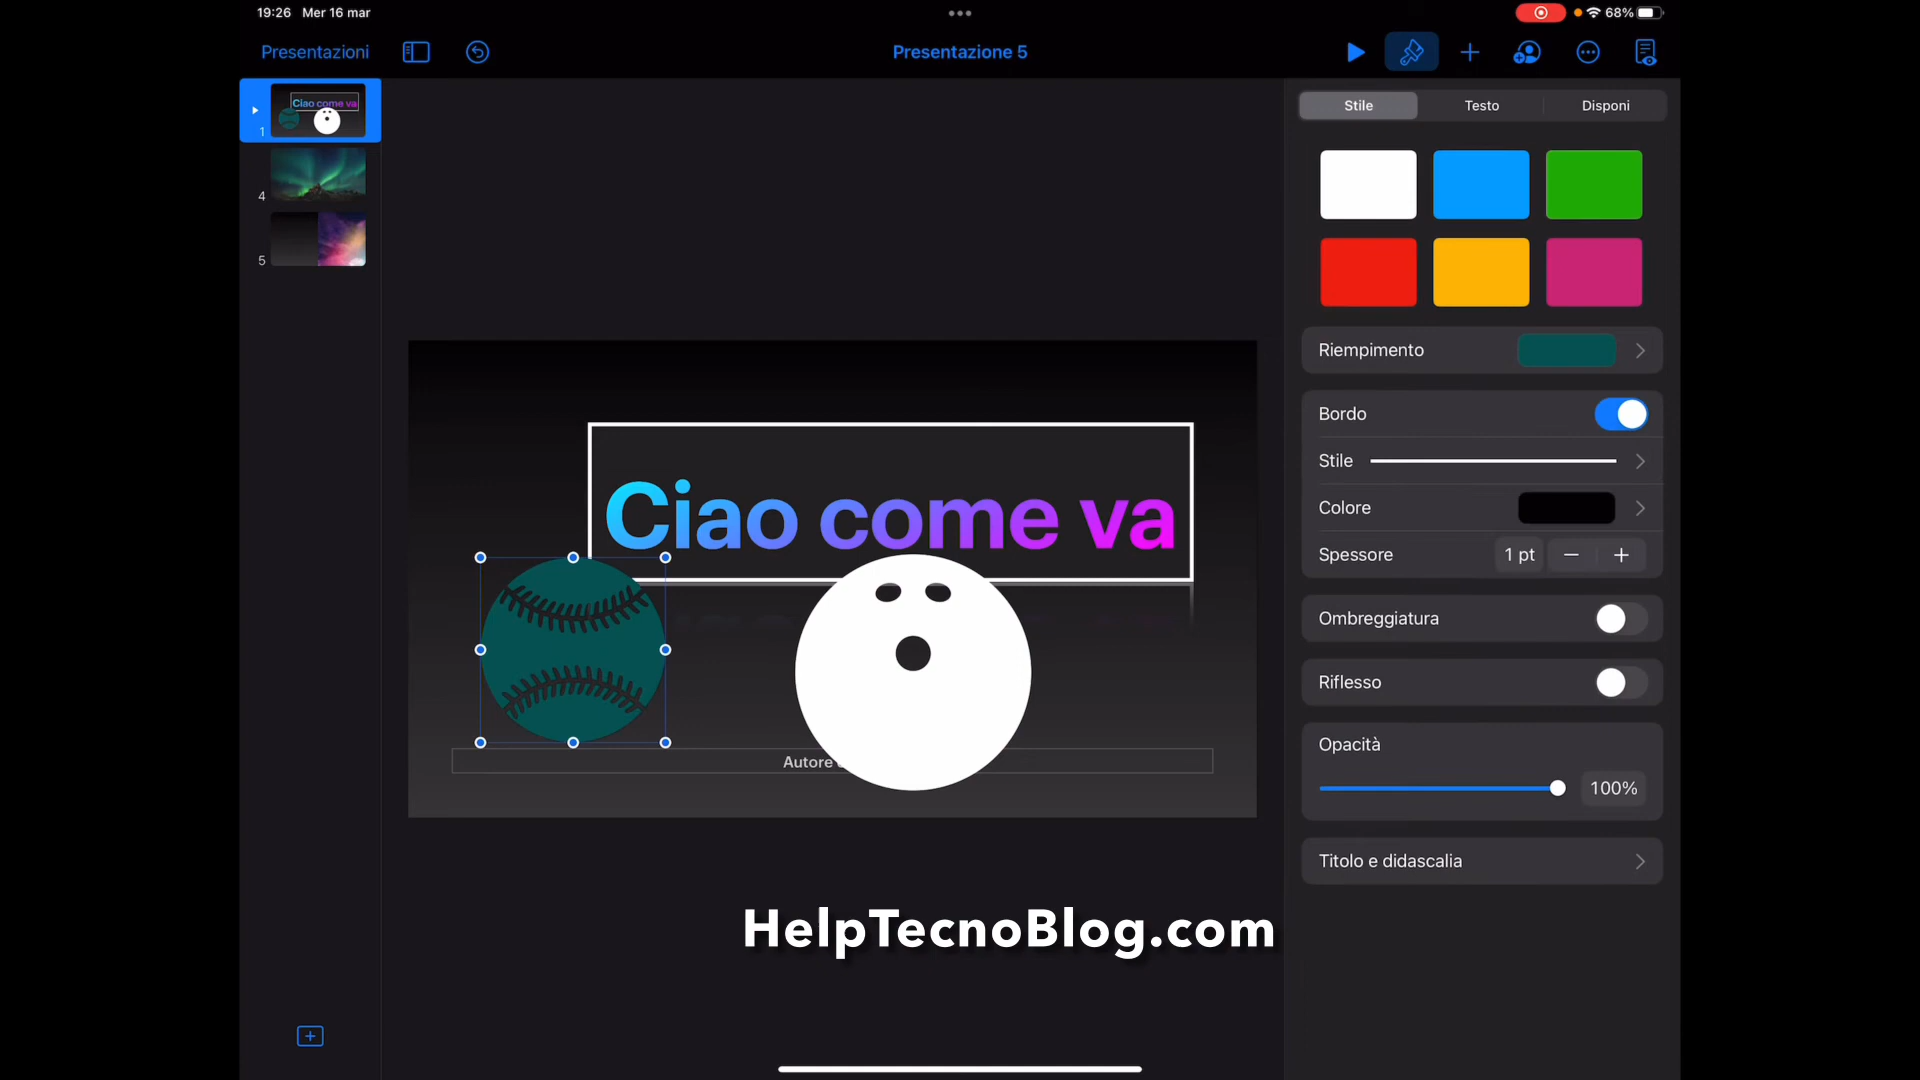 19:26 Mer 16 mar
68%
Presentazioni
Presentazione 5
Ciao come va
1
4
5
Stile
Testo
Disponi
Riempimento
Bordo
Stile
Colore
Spessore
1 pt
Ombreggiatura
Riflesso
Opacità
100%
Titolo e didascalia
Ciao come va
Autore
HelpTecnoBlog.com